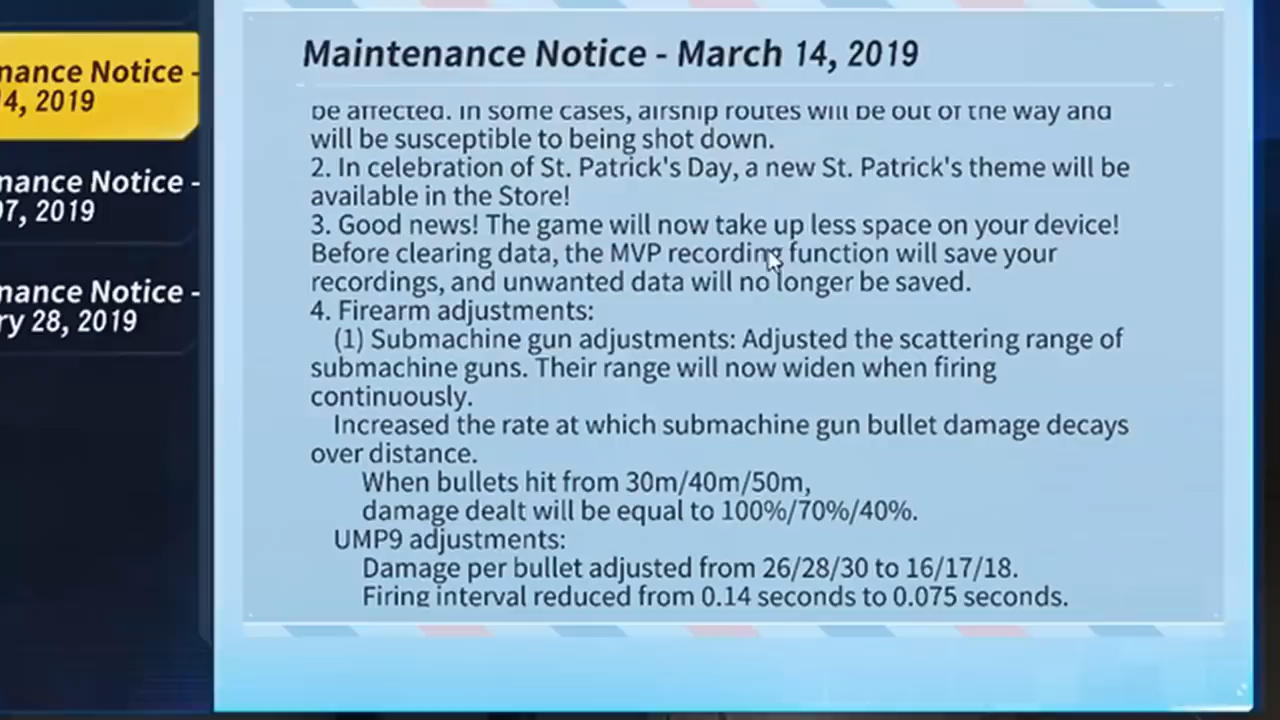 nance Notice -
14, 2019
nance Notice -
07, 2019
nance Notice -
ry 28, 2019
Maintenance Notice - March 14, 2019
be affected. In some cases, airship routes will be out of the way and
will be susceptible to being shot down.
2. In celebration of St. Patrick's Day, a new St. Patrick's theme will be
available in the Store!
3. Good news! The game will now take up less space on your device!
Before clearing data, the MVP recording function will save your
recordings, and unwanted data will no longer be saved.
4. Firearm adjustments:
(1) Submachine gun adjustments: Adjusted the scattering range of
submachine guns. Their range will now widen when firing
continuously.
Increased the rate at which submachine gun bullet damage decays
over distance.
When bullets hit from 30m/40m/50m,
damage dealt will be equal to 100%/70%/40%.
UMP9 adjustments:
Damage per bullet adjusted from 26/28/30 to 16/17/18.
Firing interval reduced from 0.14 seconds to 0.075 seconds.